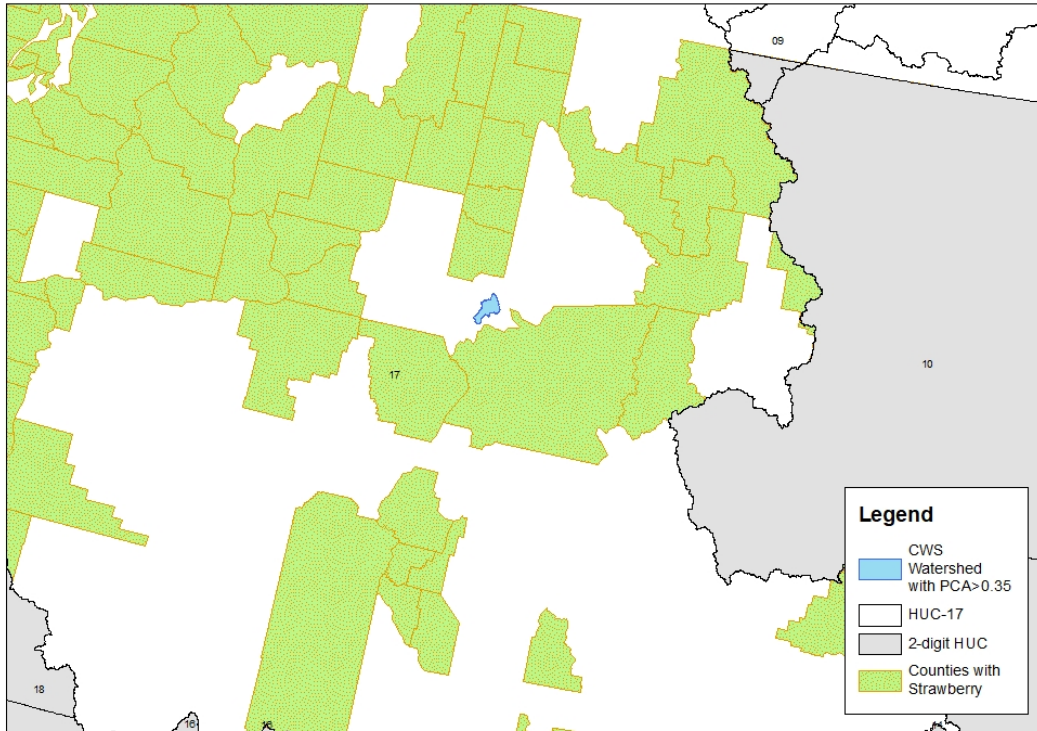 09
17
10
Legend
CWS
Watershed
with PCA>0.35
HUC-17
2-digit HUC
Counties with
Strawberry
18
16
16